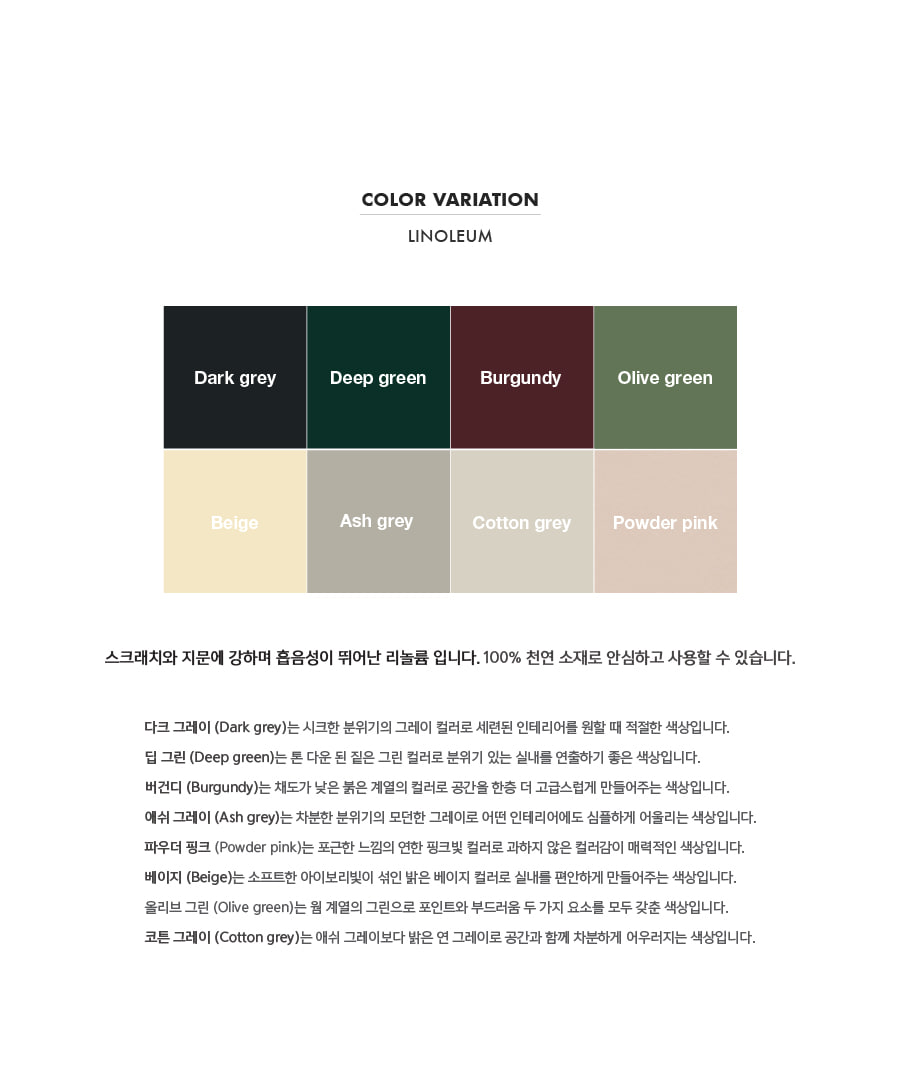 COLOR VARIATION
LINOLEUM
Dark grey
Deep green
Burgundy
Olive green
Beige
Ash grey
Cotton grey
Powder pink
스크래치와 지문에 강하며 흡음성이 뛰어난 리놀륨 입니다. 100% 천연 소재로 안심하고 사용할 수 있습니다.
다크 그레이 (Dark grey)는 시크한 분위기의 그레이 컬러로 세련된 인테리어를 원할 때 적절한 색상입니다.
딥 그린 (Deep green)는 톤 다운 된 짙은 그린 컬러로 분위기 있는 실내를 연출하기 좋은 색상입니다.
버건디 (Burgundy)는 채도가 낮은 붉은 계열의 컬러로 공간을 한층 더 고급스럽게 만들어주는 색상입니다.
애쉬 그레이 (Ash grey)는 차분한 분위기의 모던한 그레이로 어떤 인테리어에도 심플하게 어울리는 색상입니다.
파우더 핑크 (Powder pink)는 포근한 느낌의 연한 핑크빛 컬러로 과하지 않은 컬러감이 매력적인 색상입니다.
베이지 (Beige)는 소프트한 아이보리빛이 섞인 밝은 베이지 컬러로 실내를 편안하게 만들어주는 색상입니다.
올리브 그린 (Olive green)는 웜 계열의 그린으로 포인트와 부드러움 두 가지 요소를 모두 갖춘 색상입니다.
코튼 그레이 (Cotton grey)는 애쉬 그레이보다 밝은 연 그레이로 공간과 함께 차분하게 어우러지는 색상입니다.